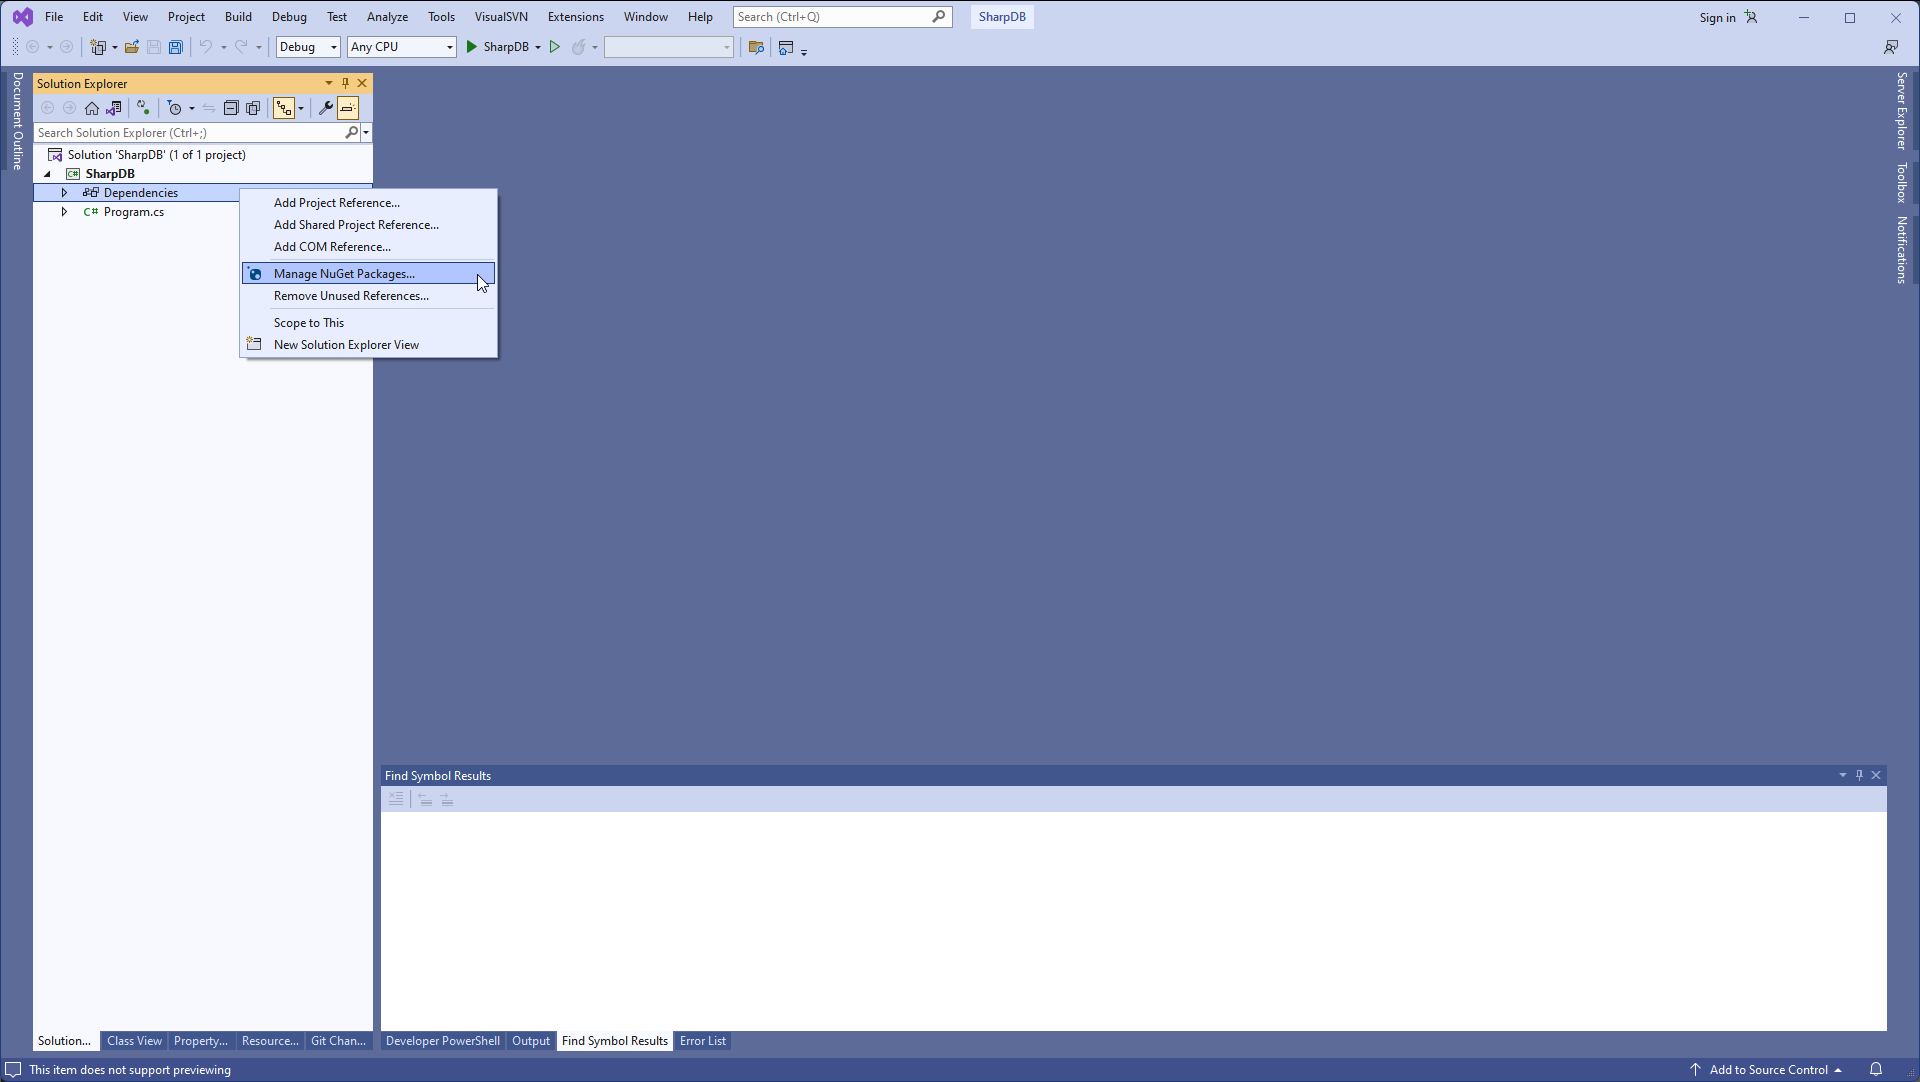 File Edit View Project Build Debug Test Analyze Tools VisualSVN Extensions Window Help Search (Ctrl+Q) SharpDB Sign in
Debug Any CPU SharpDB
Document Outline
Solution Explorer
Search Solution Explorer (Ctrl+;)
Solution 'SharpDB' (1 of 1 project)
C# SharpDB
Dependencies
C# Program.cs
Add Project Reference...
Add Shared Project Reference...
Add COM Reference...
Manage NuGet Packages...
Remove Unused References...
Scope to This
New Solution Explorer View
Server Explorer
Toolbox
Notifications
Find Symbol Results
Solution... Class View Property... Resource... Git Chan...
Developer PowerShell Output Find Symbol Results Error List
This item does not support previewing
Add to Source Control